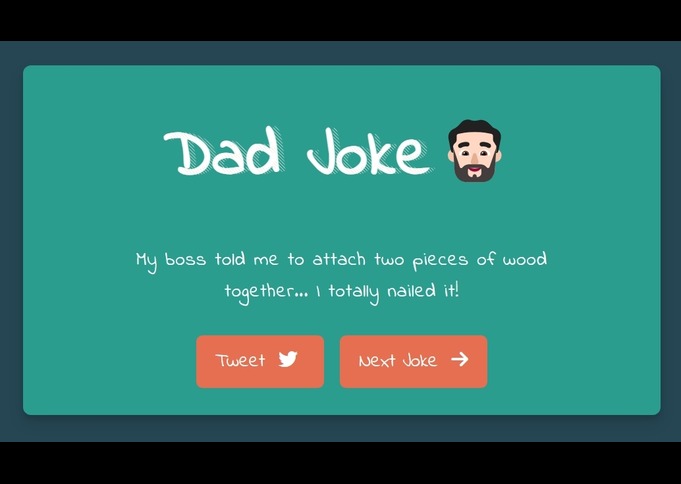 Dad Joke
My boss told me to attach two pieces of wood
together... I totally nailed it!
Tweet
Next Joke